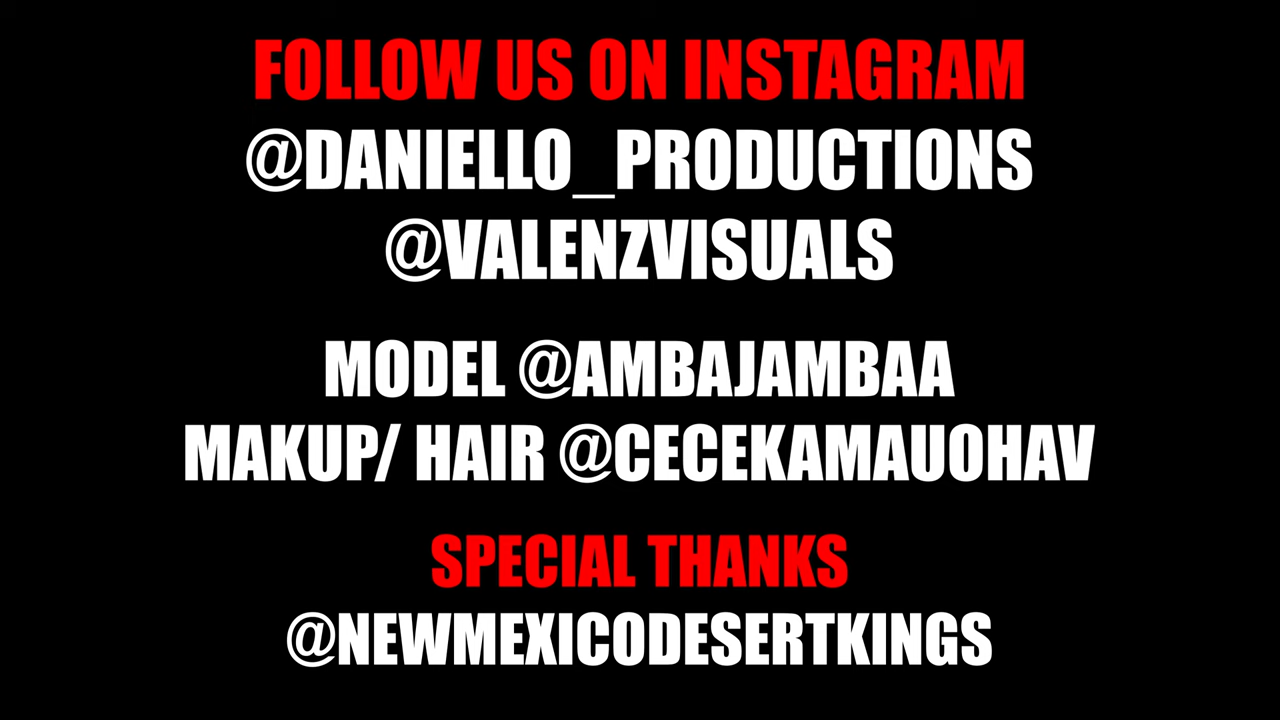 FOLLOW US ON INSTAGRAM
@DANIELLO_PRODUCTIONS
@VALENZVISUALS
MODEL @AMBAJAMBAA
MAKUP/ HAIR @CECEKAMAUOHAV
SPECIAL THANKS
@NEWMEXICODESERTKINGS